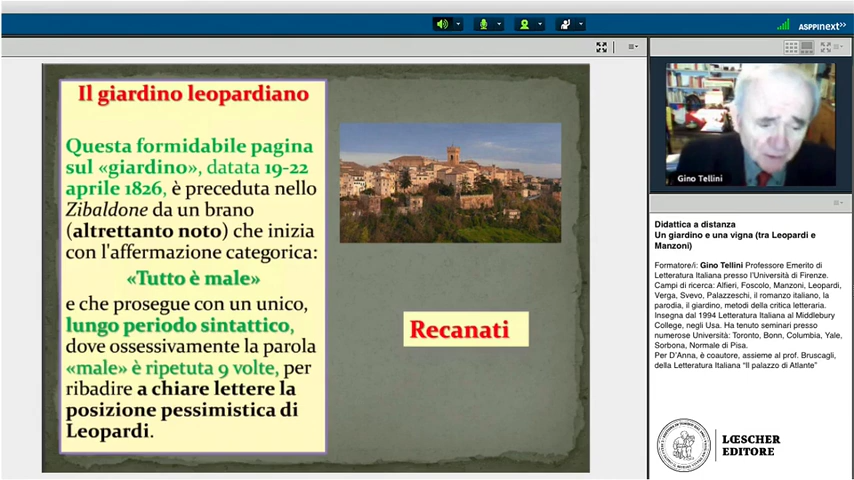 ASPPInext>>
Il giardino leopardiano
Questa formidabile pagina
sul «giardino», datata 19-22
aprile 1826, è preceduta nello
Zibaldone da un brano
(altrettanto noto) che inizia
con l'affermazione categorica:
«Tutto è male»
e che prosegue con un unico,
lungo periodo sintattico,
dove ossessivamente la parola
«male» è ripetuta 9 volte, per
ribadire a chiare lettere la
posizione pessimistica di
Leopardi.
Recanati
Gino Tellini
Didattica a distanza
Un giardino e una vigna (tra Leopardi e
Manzoni)
Formatore/i: Gino Tellini Professore Emerito di
Letteratura Italiana presso l'Università di Firenze.
Campi di ricerca: Alfieri, Foscolo, Manzoni, Leopardi,
Verga, Svevo, Palazzeschi, il romanzo italiano, la
parodia, il giardino, metodi della critica letteraria.
Insegna dal 1994 Letteratura Italiana al Middlebury
College, negli Usa. Ha tenuto seminari presso
numerose Università: Toronto, Bonn, Columbia, Yale,
Sorbona, Normale di Pisa.
Per D'Anna, è coautore, assieme al prof. Bruscagli,
della Letteratura Italiana "Il palazzo di Atlante"
LŒSCHER
EDITORE